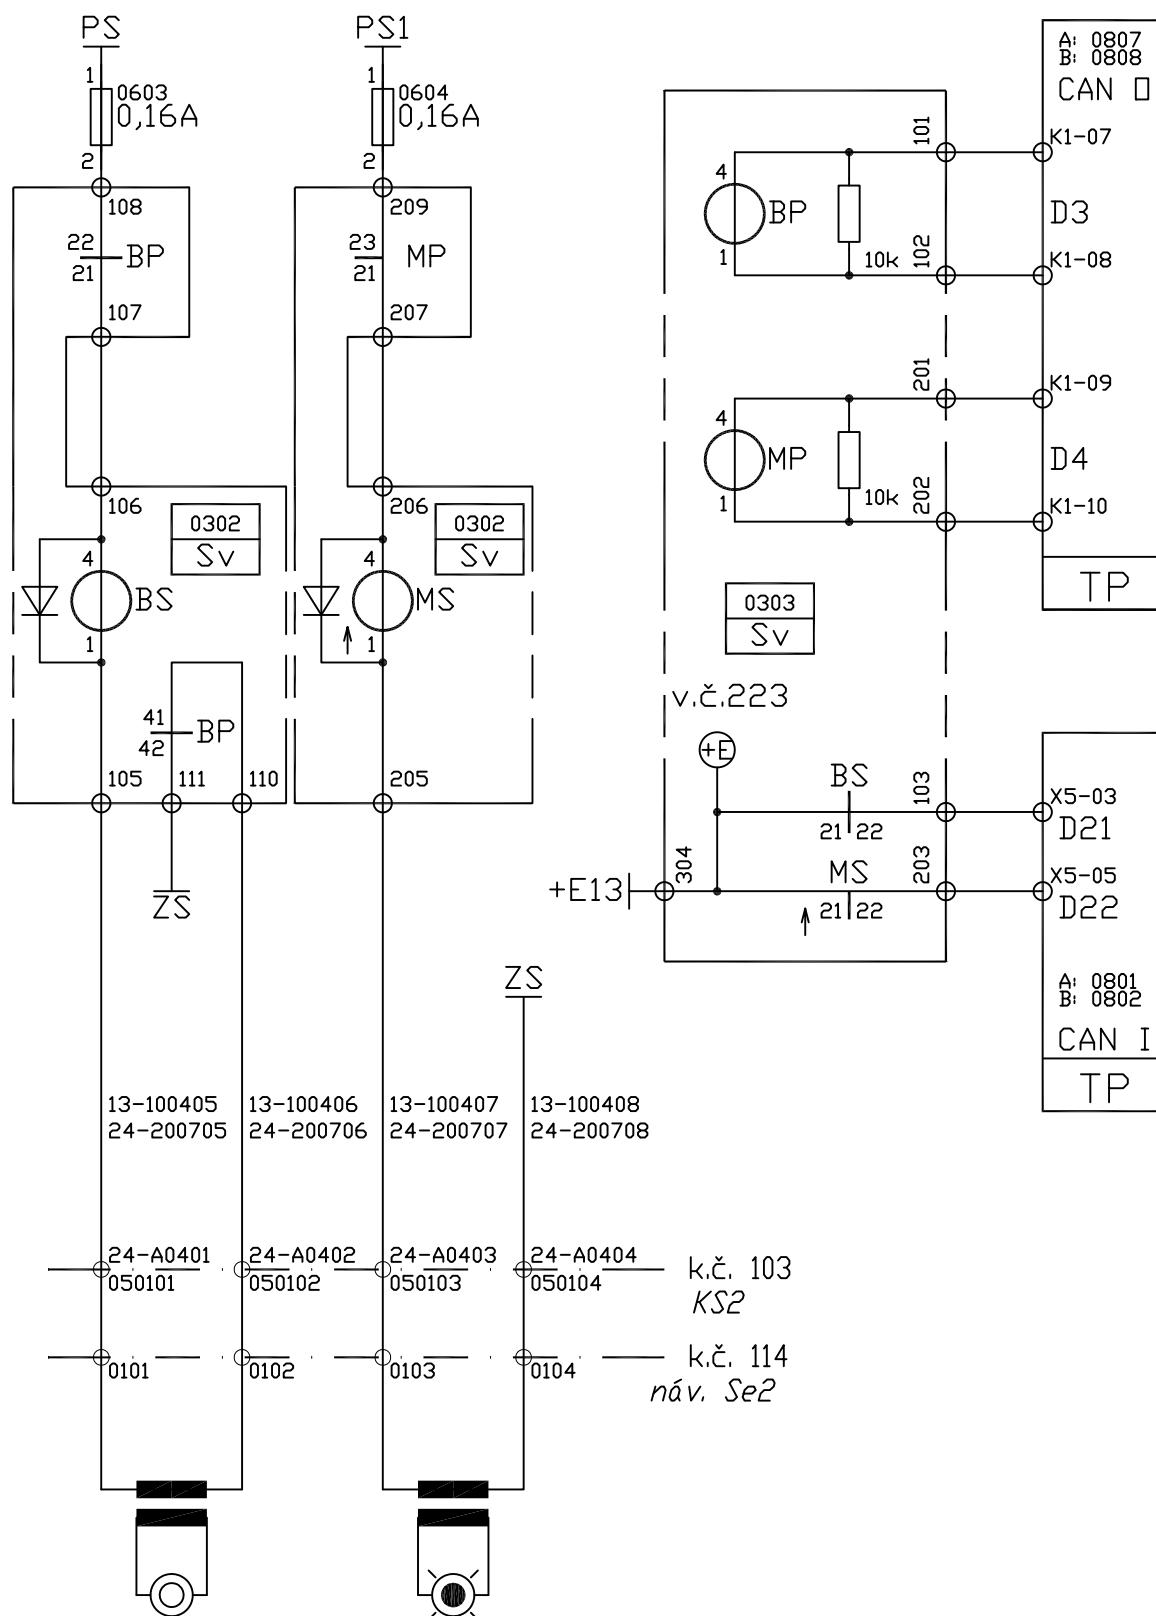 PS
PS1
1
0603
0,16A
2
1
0604
0,16A
2
108
209
22
21
BP
23
21
MP
107
207
106
206
0302
Sv
0302
Sv
4
BS
1
4
MS
1
41
42
BP
105
111
110
205
ZS
ZS
13-100405
24-200705
13-100406
24-200706
13-100407
24-200707
13-100408
24-200708
24-A0401
050101
24-A0402
050102
24-A0403
050103
24-A0404
050104
k.č. 103
KS2
0101
0102
0103
0104
k.č. 114
náv. Se2
A: 0807
B: 0808
CAN O
101
K1-07
4
BP
1
10k
102
D3
K1-08
201
K1-09
4
MP
1
10k
202
D4
K1-10
TP
0303
Sv
v.č.223
+E
BS
21 22
103
X5-03
D21
304
+E13
MS
21 22
203
X5-05
D22
A: 0801
B: 0802
CAN I
TP